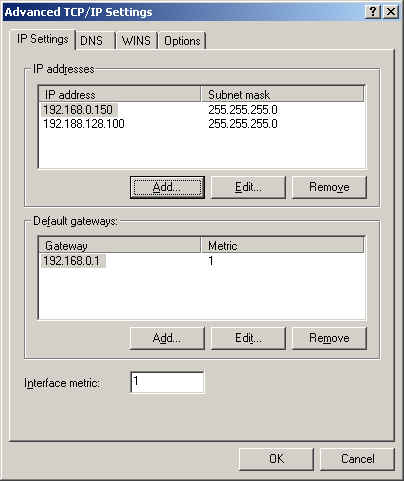 Advanced TCP/IP Settings
IP Settings DNS WINS Options
IP addresses
IP address Subnet mask
192.168.0.150 255.255.255.0
192.188.128.100 255.255.255.0
Add... Edit... Remove
Default gateways:
Gateway Metric
192.168.0.1 1
Add... Edit... Remove
Interface metric: 1
OK Cancel